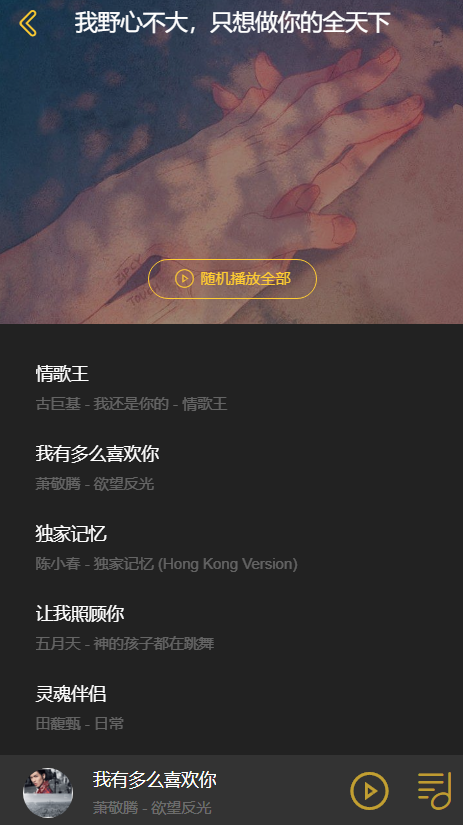 我野心不大，只想做你的全天下
ZIPCY
TOUCH
随机播放全部
情歌王
古巨基 - 我还是你的 - 情歌王
我有多么喜欢你
萧敬腾 - 欲望反光
独家记忆
陈小春 - 独家记忆 (Hong Kong Version)
让我照顾你
五月天 - 神的孩子都在跳舞
灵魂伴侣
田馥甄 - 日常
我有多么喜欢你
萧敬腾 - 欲望反光